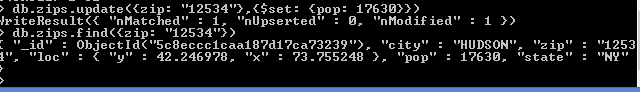 > db.zips.update({zip: "12534"},{$set: {pop: 17630}})
WriteResult({ "nMatched" : 1, "nUpserted" : 0, "nModified" : 1 })
> db.zips.find({zip: "12534"})
{ "_id" : ObjectId("5c8eccc1caa187d17ca73239"), "city" : "HUDSON", "zip" : "1253
4", "loc" : { "y" : 42.246978, "x" : 73.755248 }, "pop" : 17630, "state" : "NY"
}
>